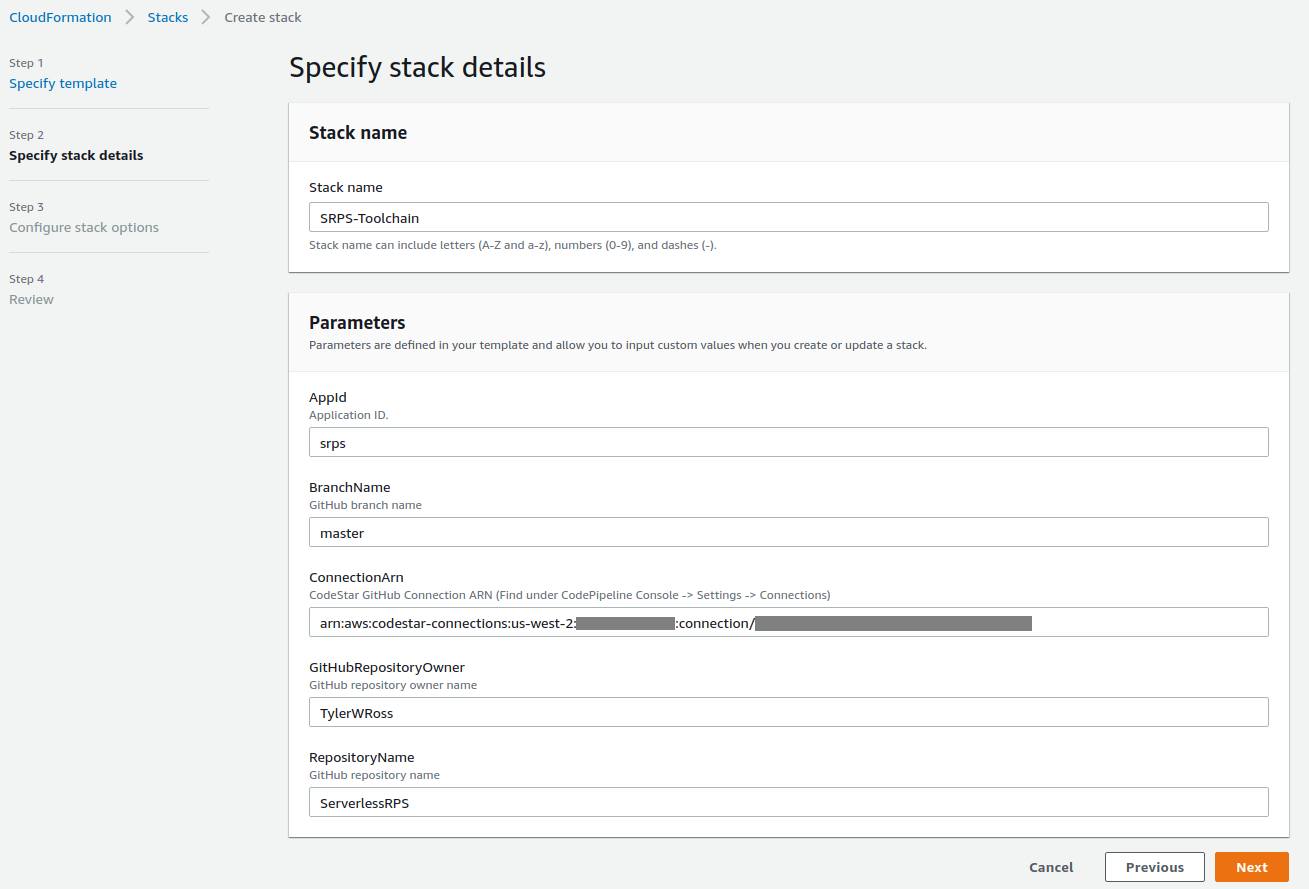 CloudFormation > Stacks > Create stack
Step 1
Specify template
Step 2
Specify stack details
Step 3
Configure stack options
Step 4
Review
Specify stack details
Stack name
Stack name
SRPS-Toolchain
Stack name can include letters (A-Z and a-z), numbers (0-9), and dashes (-).
Parameters
Parameters are defined in your template and allow you to input custom values when you create or update a stack.
AppId
Application ID.
srps
BranchName
GitHub branch name
master
ConnectionArn
CodeStar GitHub Connection ARN (Find under CodePipeline Console -> Settings -> Connections)
arn:aws:codestar-connections:us-west-2: :connection/
GitHubRepositoryOwner
GitHub repository owner name
TylerWRoss
RepositoryName
GitHub repository name
ServerlessRPS
Cancel Previous Next